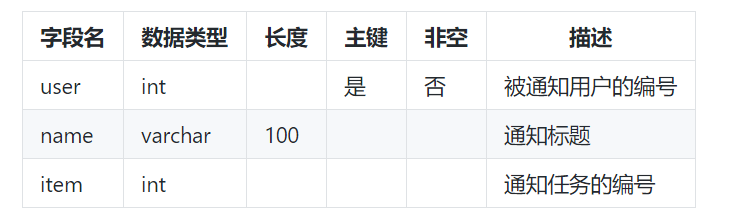 字段名 数据类型 长度 主键 非空 描述
user int 是 否 被通知用户的编号
name varchar 100 通知标题
item int 通知任务的编号